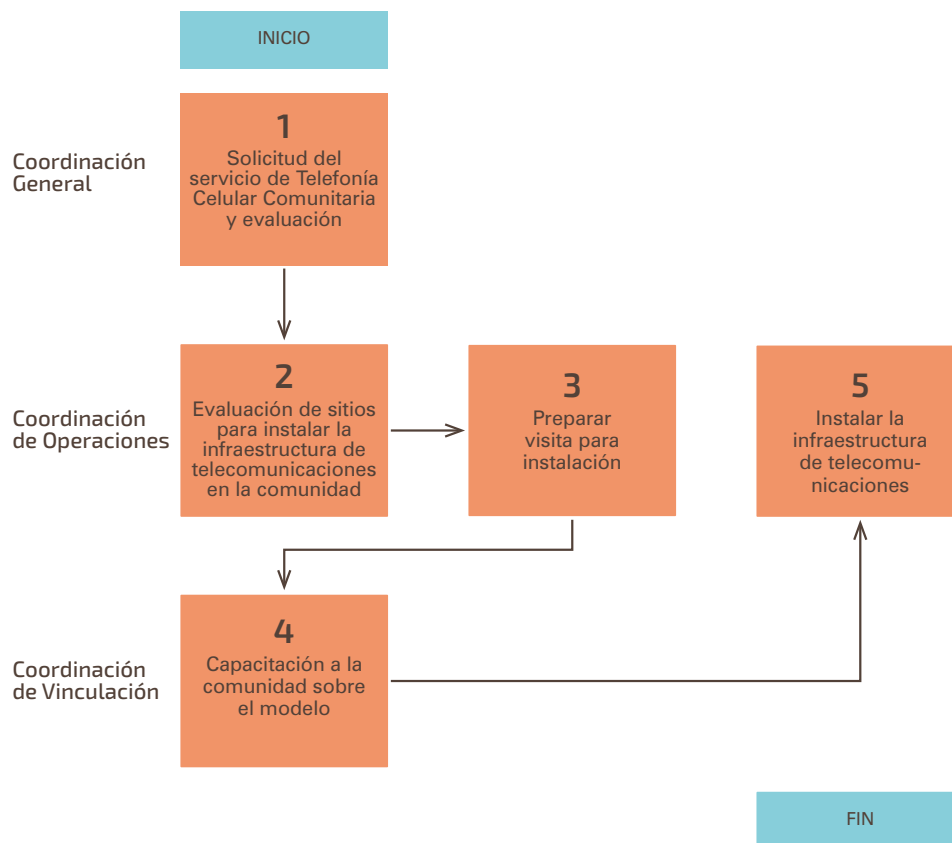 INICIO
Coordinación
General
1
Solicitud del
servicio de Telefonía
Celular Comunitaria
y evaluación
Coordinación
de Operaciones
2
Evaluación de sitios
para instalar la
infraestructura de
telecomunicaciones
en la comunidad
3
Preparar
visita para
instalación
5
Instalar la
infraestructura
de telecomu-
nicaciones
Coordinación
de Vinculación
4
Capacitación a la
comunidad sobre
el modelo
FIN